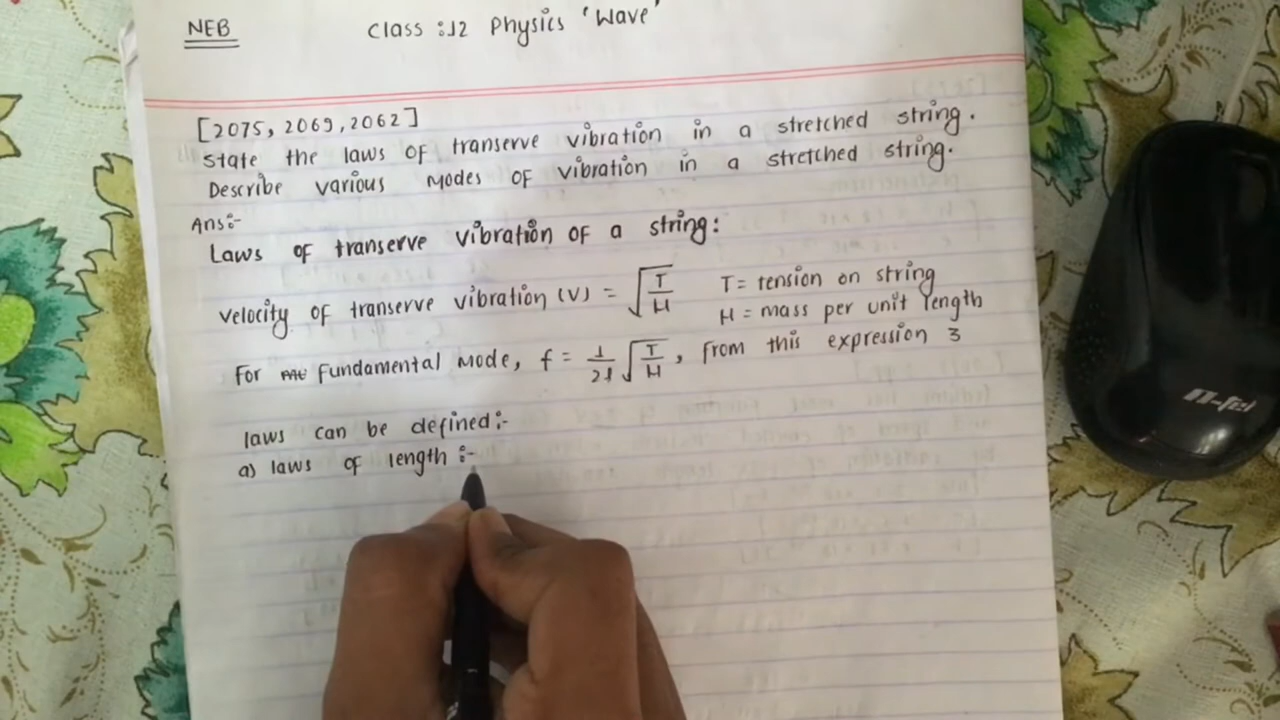 NEB
Class :12 Physics 'Wave'
[2075, 2069, 2062]
State the laws of transerve vibration in a stretched string.
Describe various modes of vibration in a stretched string.
Ans:-
Laws of transerve vibration of a string:
velocity of transerve vibration (v) = √(T/μ) T = tension on string
μ = mass per unit length
For fundamental mode, f = 1/2l √(T/μ), from this expression 3
laws can be defined:-
a) laws of length :-